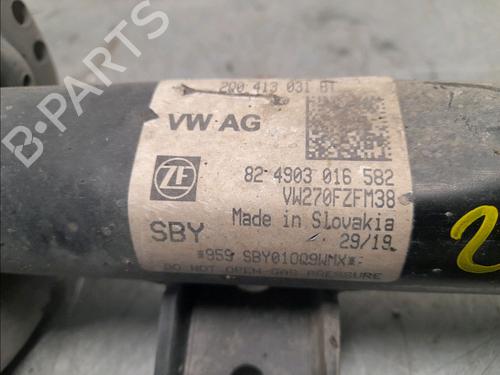 B-PARTS
2Q0 413 031 BT
VW AG
ZF
82 4903 016 582
VW270FZFM38
Made in Slovakia
SBY
29/19
*959 SBY010Q9WMX*
DO NOT OPEN-GAS PRESSURE